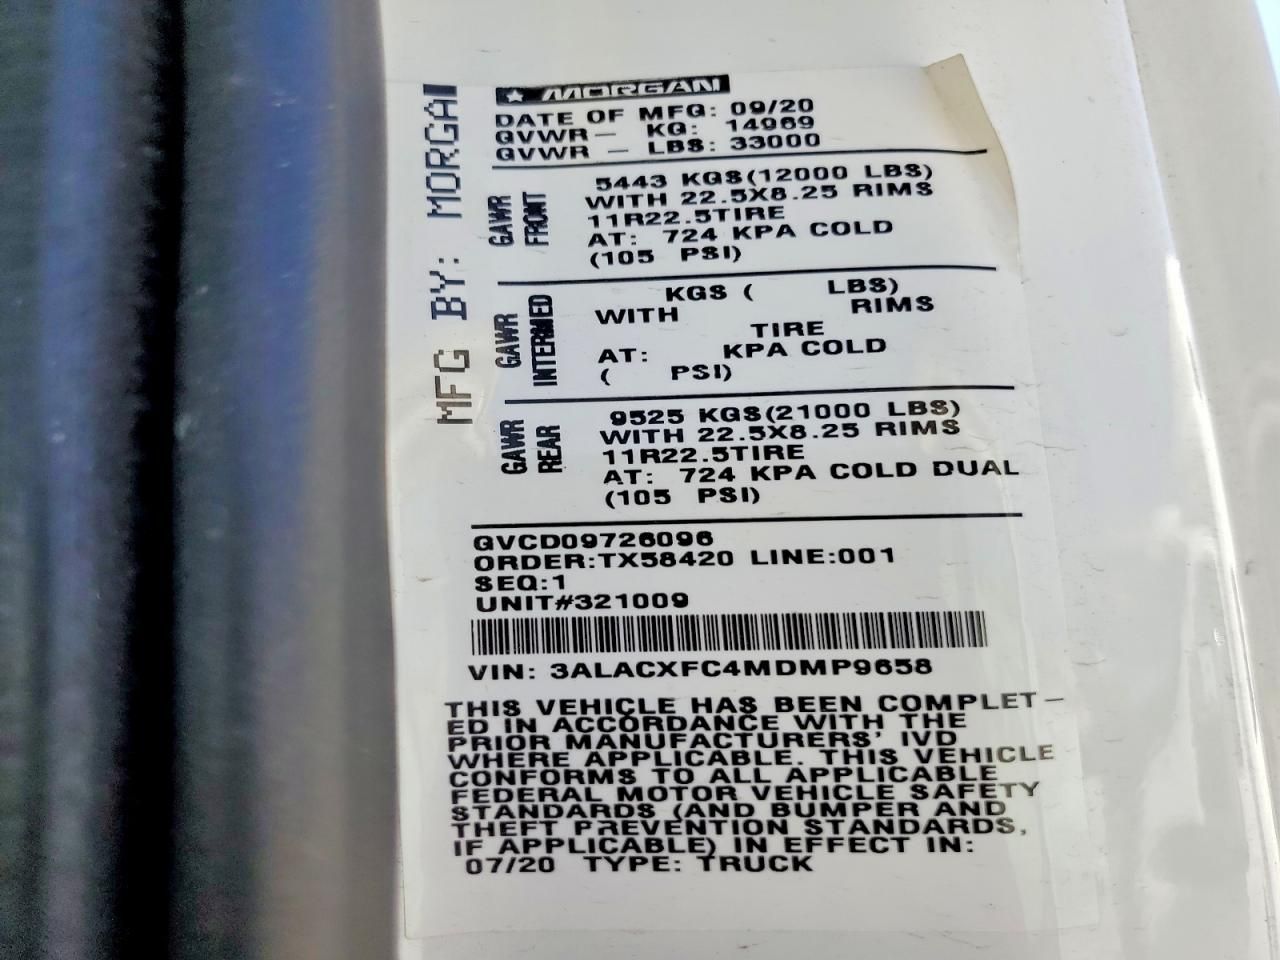 MORGAN
DATE OF MFG: 09/20
GVWR- KG: 14969
GVWR - LBS: 33000
MFG BY: MORGAN
GAWR
FRONT
5443 KGS(12000 LBS)
WITH 22.5X8.25 RIMS
11R22.5TIRE
AT: 724 KPA COLD
(105 PSI)
GAWR
INTERMED
KGS ( LBS)
WITH RIMS
TIRE
AT: KPA COLD
( PSI)
GAWR
REAR
9525 KGS(21000 LBS)
WITH 22.5X8.25 RIMS
11R22.5TIRE
AT: 724 KPA COLD DUAL
(105 PSI)
GVCD09726096
ORDER:TX58420 LINE:001
SEQ:1
UNIT#321009
VIN: 3ALACXFC4MDMP9658
THIS VEHICLE HAS BEEN COMPLET-
ED IN ACCORDANCE WITH THE
PRIOR MANUFACTURERS' IVD
WHERE APPLICABLE. THIS VEHICLE
CONFORMS TO ALL APPLICABLE
FEDERAL MOTOR VEHICLE SAFETY
STANDARDS (AND BUMPER AND
THEFT PREVENTION STANDARDS,
IF APPLICABLE) IN EFFECT IN:
07/20 TYPE: TRUCK